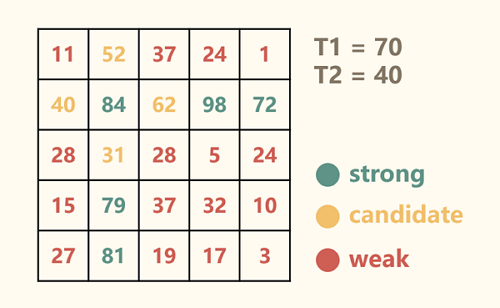 11 52 37 24 1
40 84 62 98 72
28 31 28 5 24
15 79 37 32 10
27 81 19 17 3
T1 = 70
T2 = 40
strong
candidate
weak